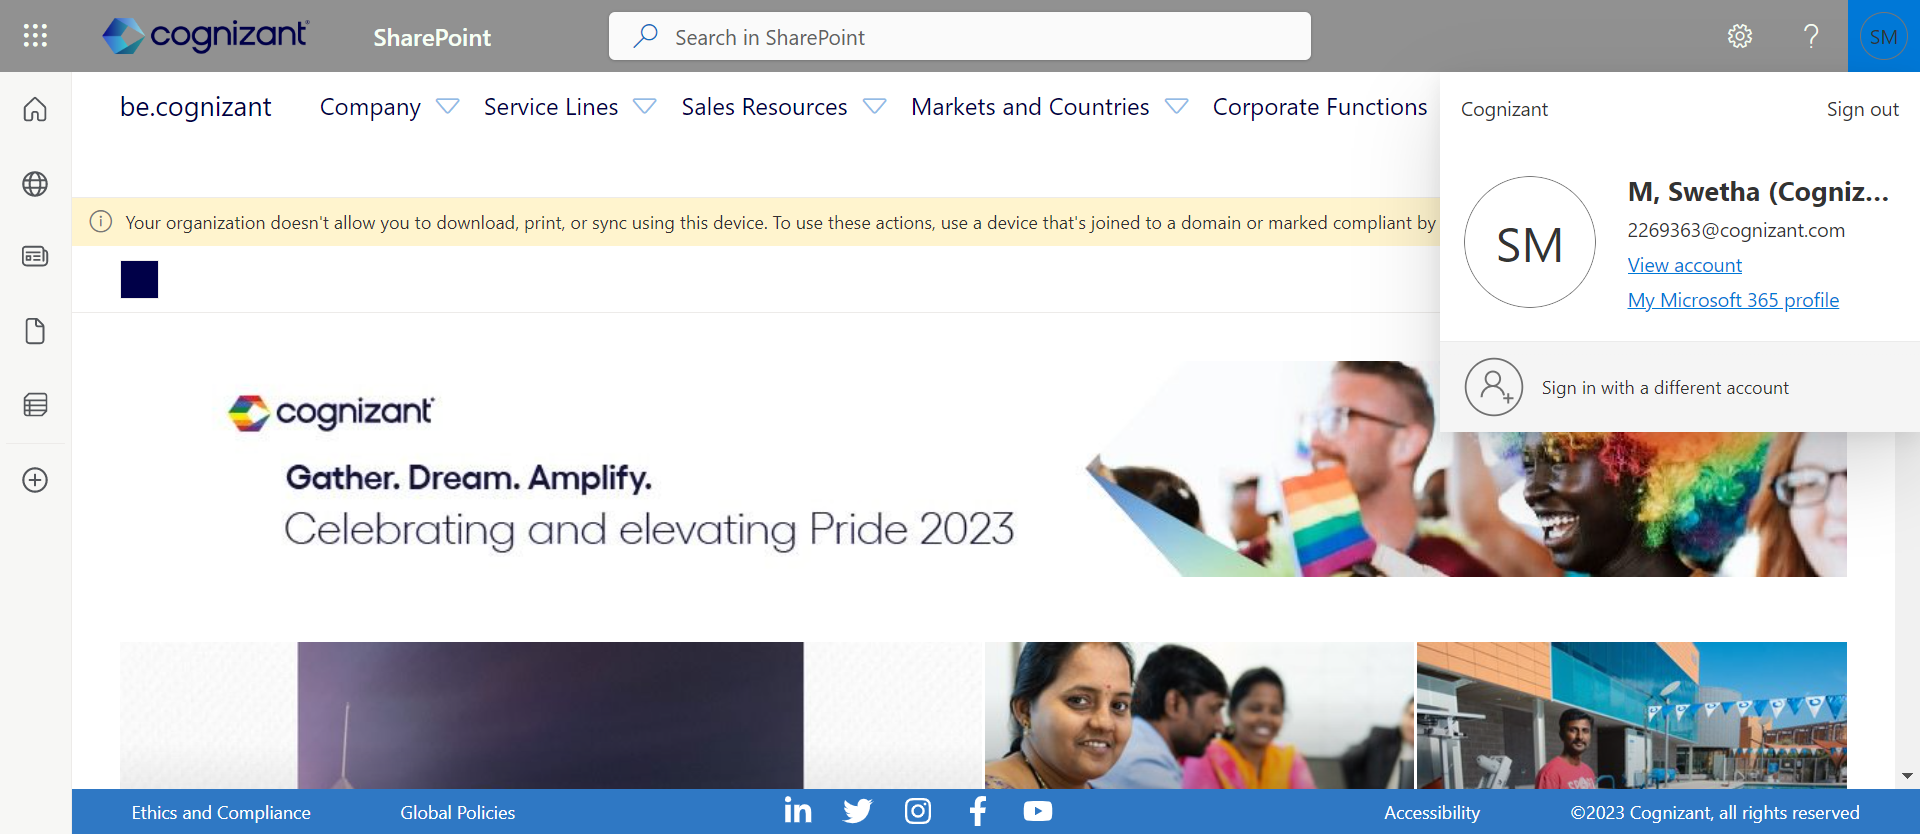 cognizant
SharePoint
Search in SharePoint
?
SM
be.cognizant
Company
Service Lines
Sales Resources
Markets and Countries
Corporate Functions
Cognizant
Sign out
SM
M, Swetha (Cogniz...
2269363@cognizant.com
View account
My Microsoft 365 profile
Sign in with a different account
Your organization doesn't allow you to download, print, or sync using this device. To use these actions, use a device that's joined to a domain or marked compliant by
cognizant
Gather. Dream. Amplify.
Celebrating and elevating Pride 2023
Ethics and Compliance
Global Policies
in
Accessibility
©2023 Cognizant, all rights reserved